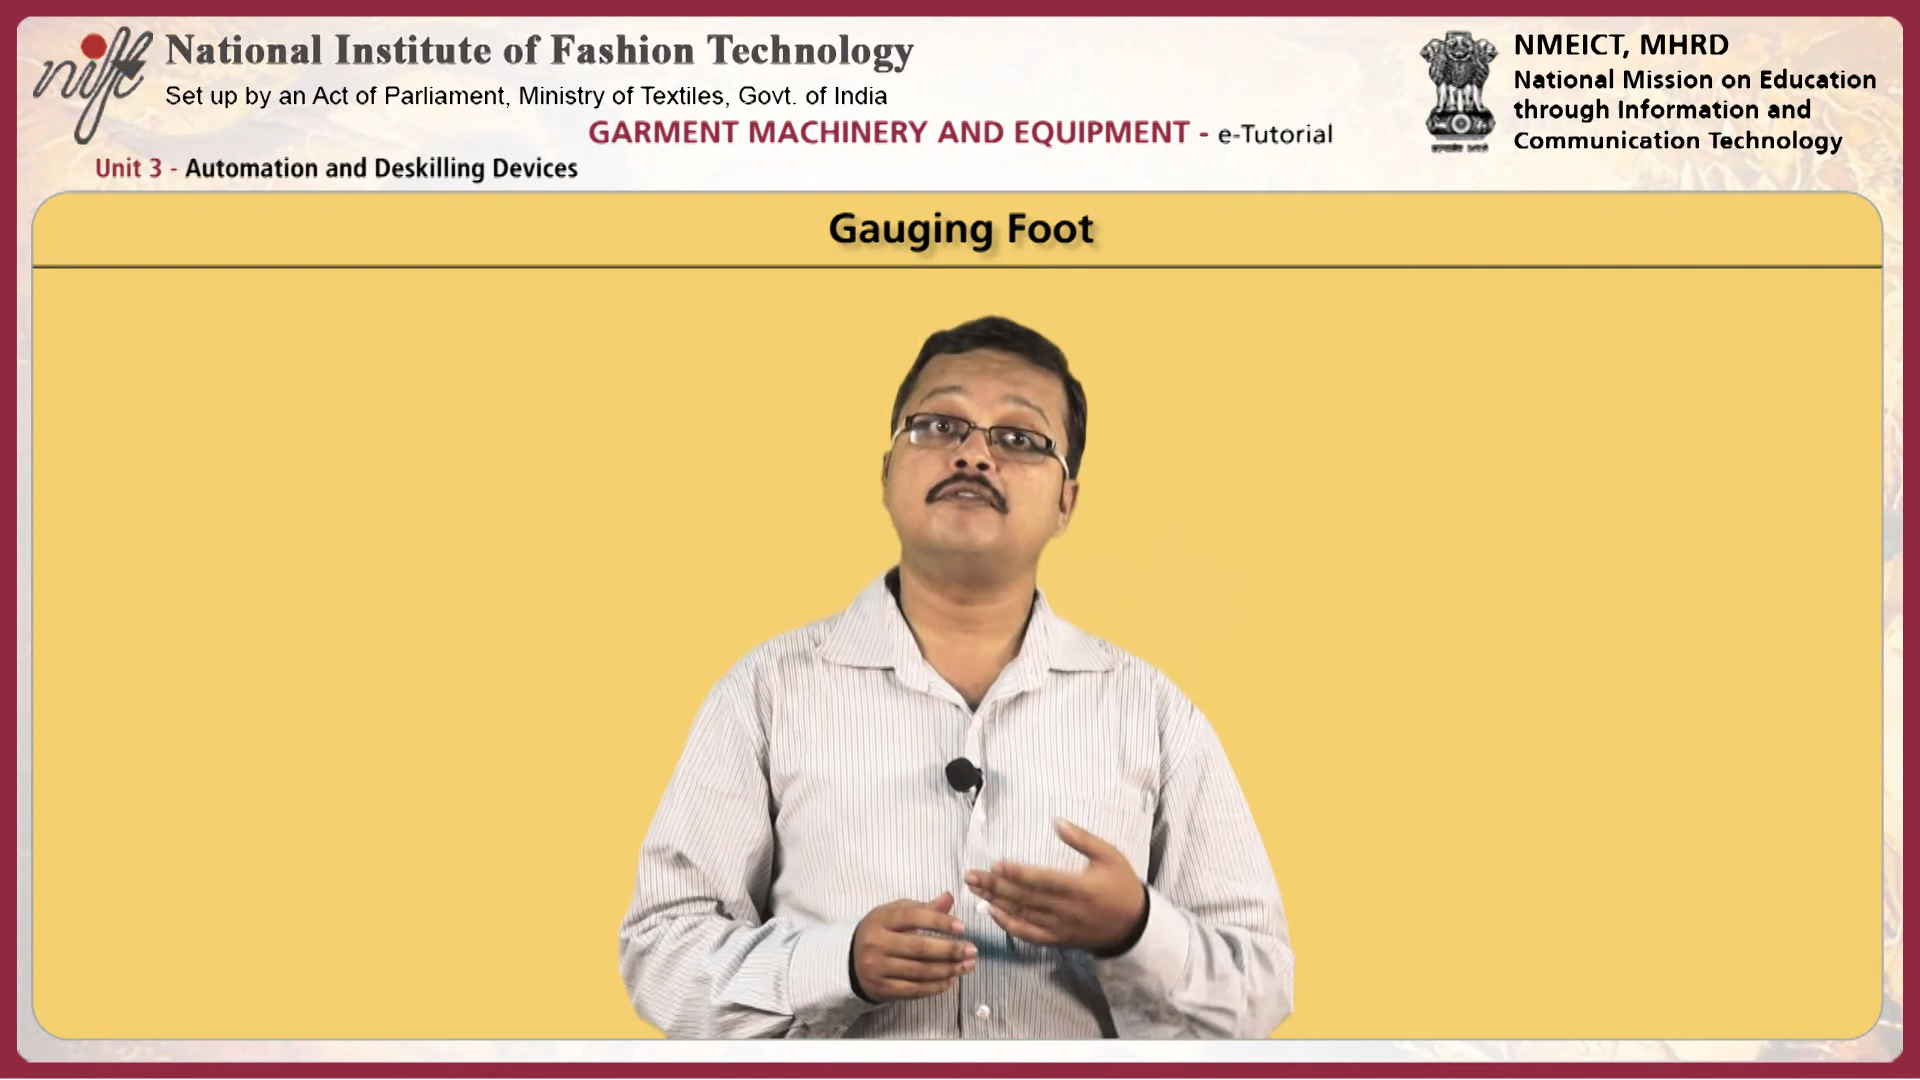 nift
National Institute of Fashion Technology
Set up by an Act of Parliament, Ministry of Textiles, Govt. of India
GARMENT MACHINERY AND EQUIPMENT - e-Tutorial
Unit 3 - Automation and Deskilling Devices
NMEICT, MHRD
National Mission on Education
through Information and
Communication Technology
Gauging Foot